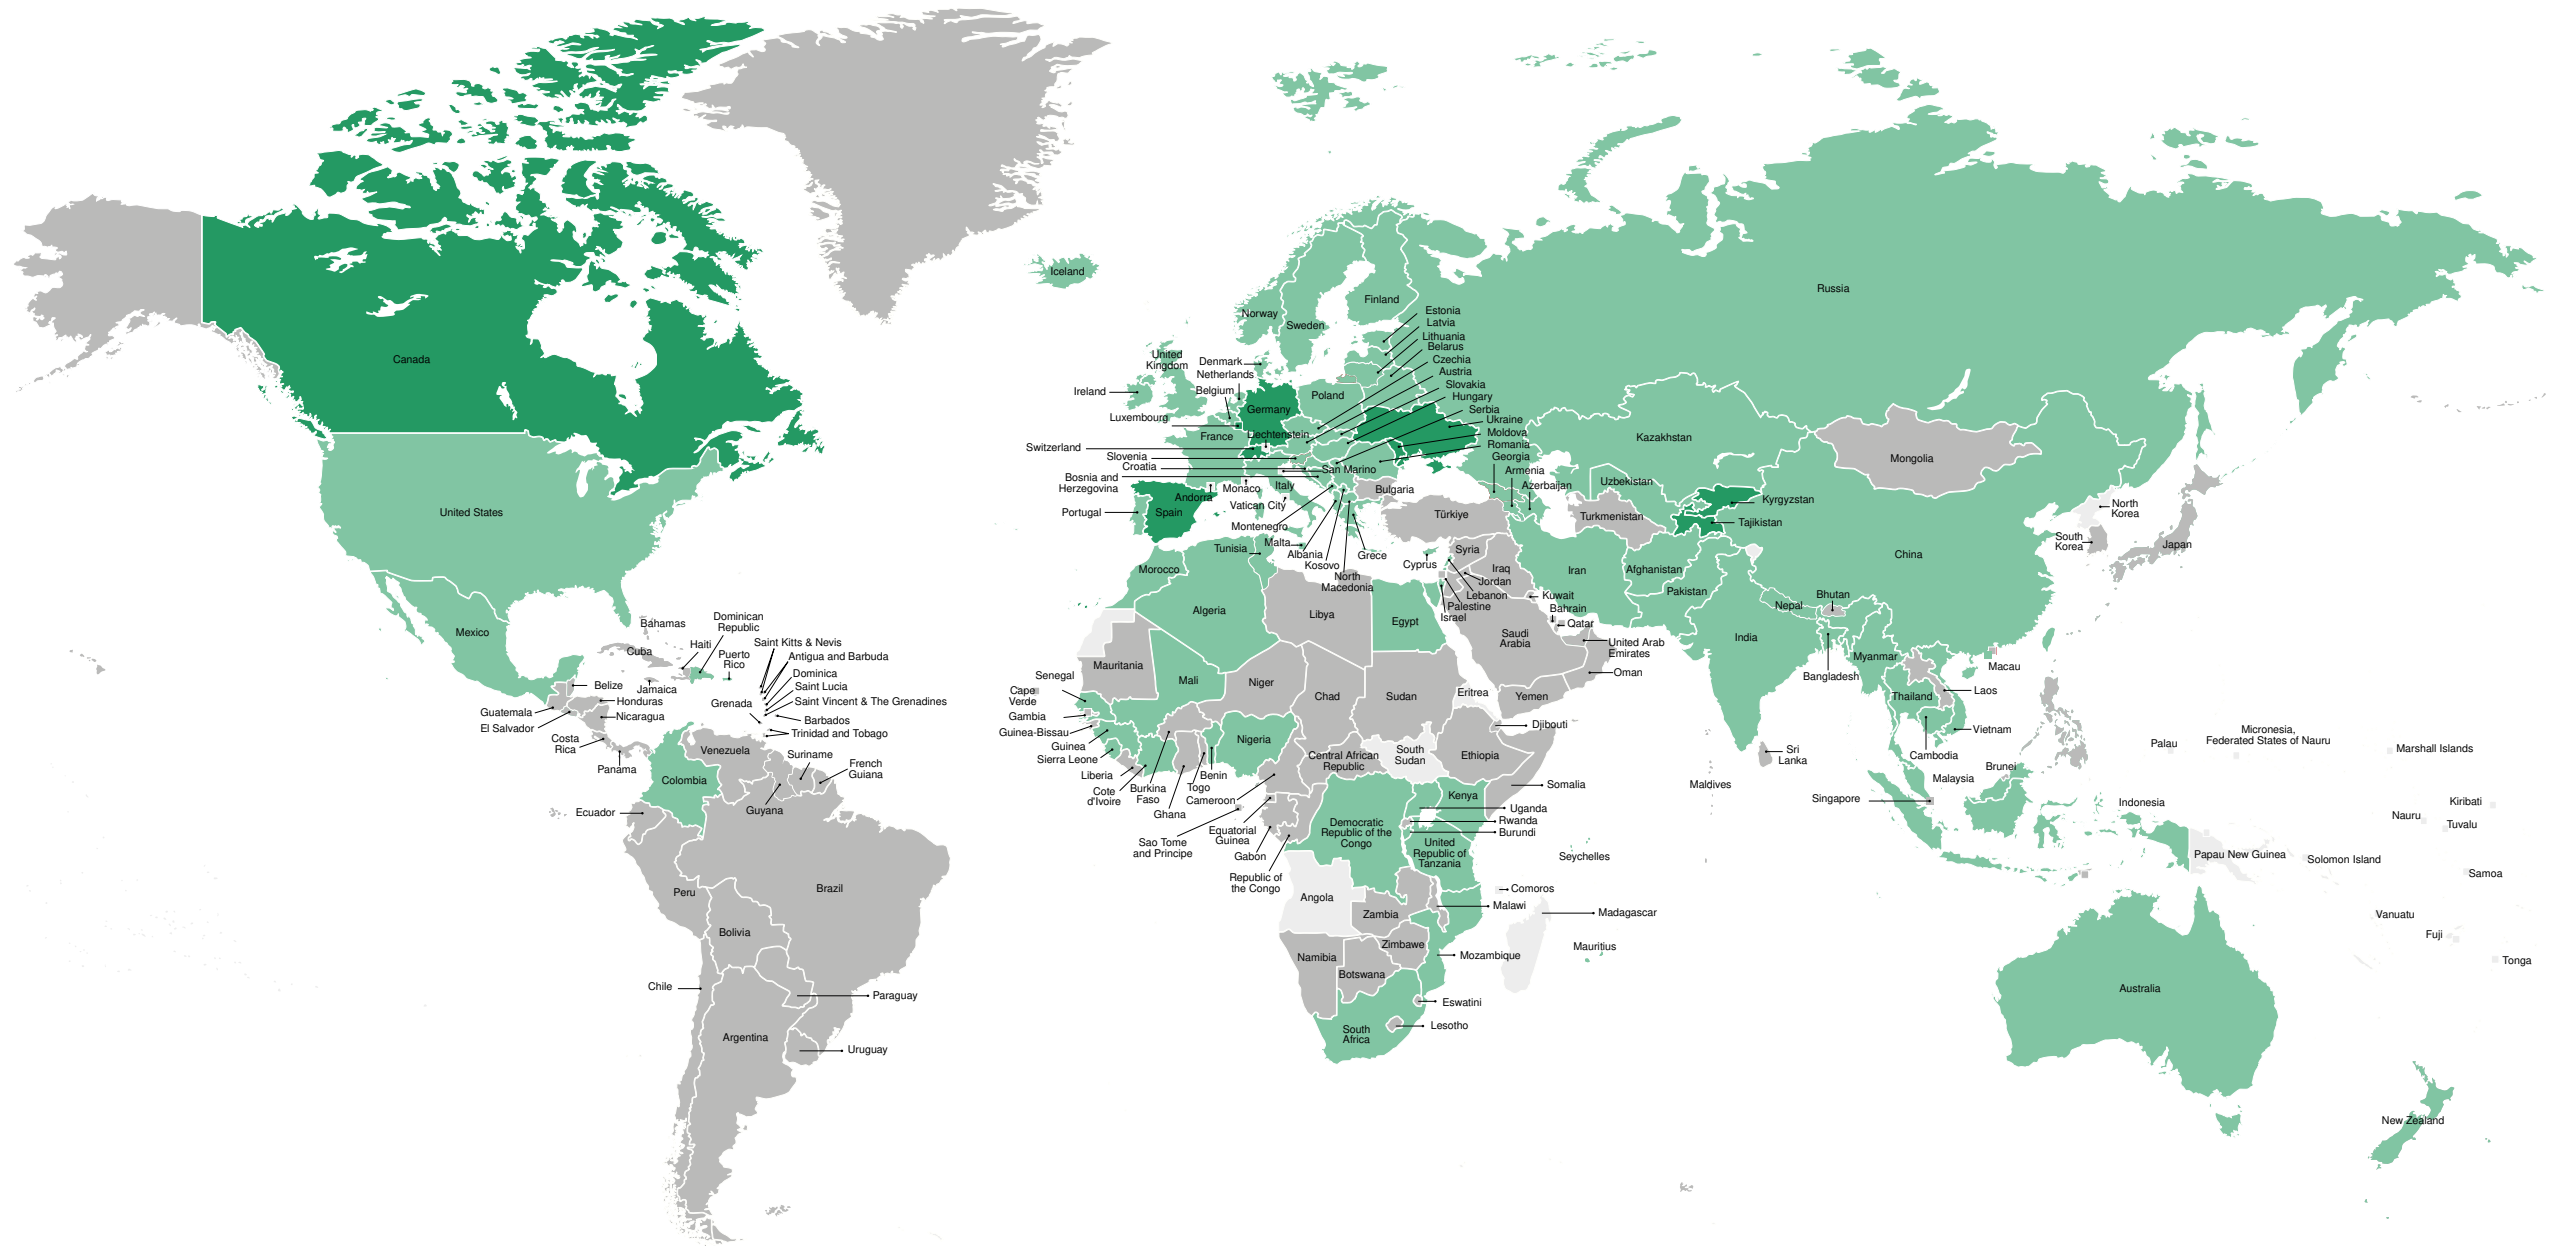 Canada
United States
Mexico
Bahamas
Cuba
Haiti
Dominican
Republic
Puerto
Rico
Saint Kitts & Nevis
Antigua and Barbuda
Dominica
Saint Lucia
Saint Vincent & The Grenadines
Grenada
Barbados
Trinidad and Tobago
Jamaica
Belize
Honduras
Nicaragua
Guatemala
El Salvador
Costa
Rica
Panama
Venezuela
Suriname
French
Guiana
Colombia
Guyana
Ecuador
Peru
Brazil
Bolivia
Chile
Paraguay
Argentina
Uruguay
Iceland
Norway
Sweden
Finland
Russia
Estonia
Latvia
Lithuania
Belarus
Czechia
Austria
Slovakia
Hungary
Serbia
Ukraine
Moldova
Romania
Georgia
Armenia
Azerbaijan
United
Kingdom
Denmark
Netherlands
Belgium
Ireland
Luxembourg
Germany
Poland
France
Liechtenstein
Switzerland
Slovenia
Croatia
Bosnia and
Herzegovina
San Marino
Andorra
Monaco
Italy
Vatican City
Bulgaria
Portugal
Spain
Montenegro
Malta
Albania
Kosovo
North
Macedonia
Grece
Türkiye
Cyprus
Syria
Iraq
Jordan
Lebanon
Palestine
Israel
Kuwait
Bahrain
Qatar
Saudi
Arabia
United Arab
Emirates
Oman
Yemen
Iran
Kazakhstan
Uzbekistan
Turkmenistan
Kyrgyzstan
Tajikistan
Afghanistan
Pakistan
Mongolia
China
North
Korea
South
Korea
Japan
Nepal
Bhutan
India
Bangladesh
Myanmar
Macau
Laos
Thailand
Vietnam
Cambodia
Sri
Lanka
Maldives
Malaysia
Brunei
Singapore
Indonesia
Tunisia
Morocco
Algeria
Libya
Egypt
Mauritania
Mali
Niger
Chad
Sudan
Eritrea
Senegal
Cape
Verde
Gambia
Guinea-Bissau
Guinea
Sierra Leone
Liberia
Cote
d'Ivoire
Burkina
Faso
Ghana
Togo
Benin
Nigeria
Cameroon
Central African
Republic
South
Sudan
Ethiopia
Djibouti
Somalia
Kenya
Uganda
Rwanda
Burundi
Sao Tome
and Principe
Equatorial
Guinea
Gabon
Republic of
the Congo
Democratic
Republic of the
Congo
United
Republic of
Tanzania
Seychelles
Comoros
Malawi
Madagascar
Mauritius
Angola
Zambia
Zimbawe
Mozambique
Namibia
Botswana
Eswatini
Lesotho
South
Africa
Palau
Micronesia,
Federated States of Nauru
Marshall Islands
Kiribati
Nauru
Tuvalu
Papau New Guinea
Solomon Island
Samoa
Vanuatu
Fuji
Tonga
Australia
New Zealand